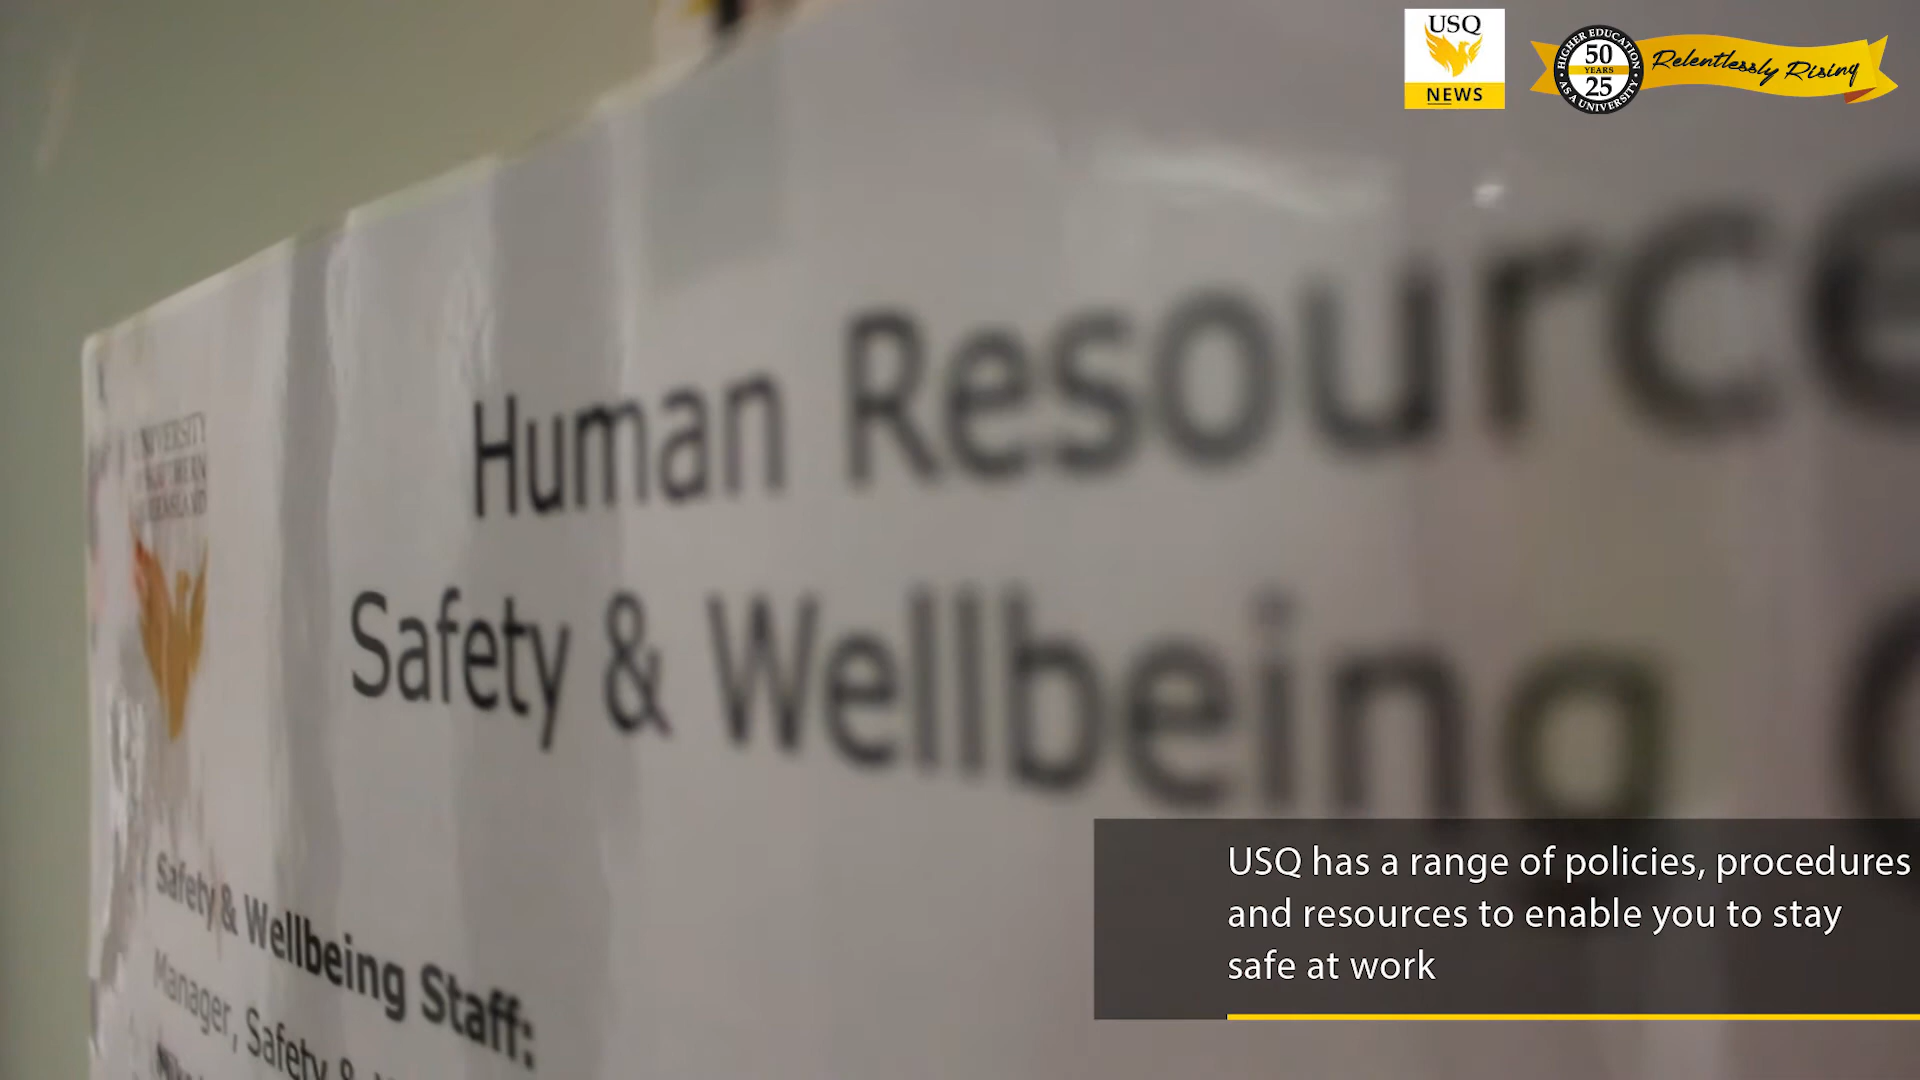 USQ
NEWS
HIGHER EDUCATION
50
YEARS
25
AS A UNIVERSITY
Relentlessly Rising
UNIVERSITY
Human Resource
Safety & Wellbeing
Safety & Wellbeing Staff:
Manager, Safety &
USQ has a range of policies, procedures
and resources to enable you to stay
safe at work